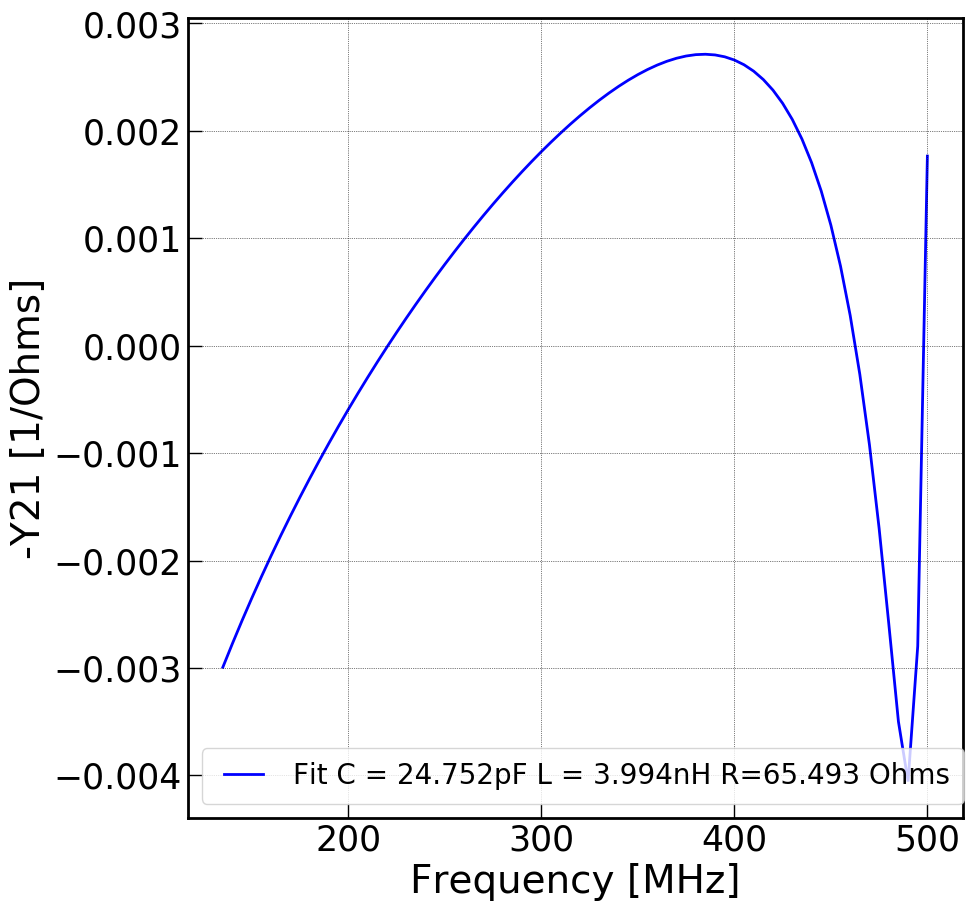 0.003
0.002
0.001
0.000
−0.001
−0.002
−0.003
−0.004
-Y21 [1/Ohms]
Fit C = 24.752pF L = 3.994nH R=65.493 Ohms
200 300 400 500
Frequency [MHz]